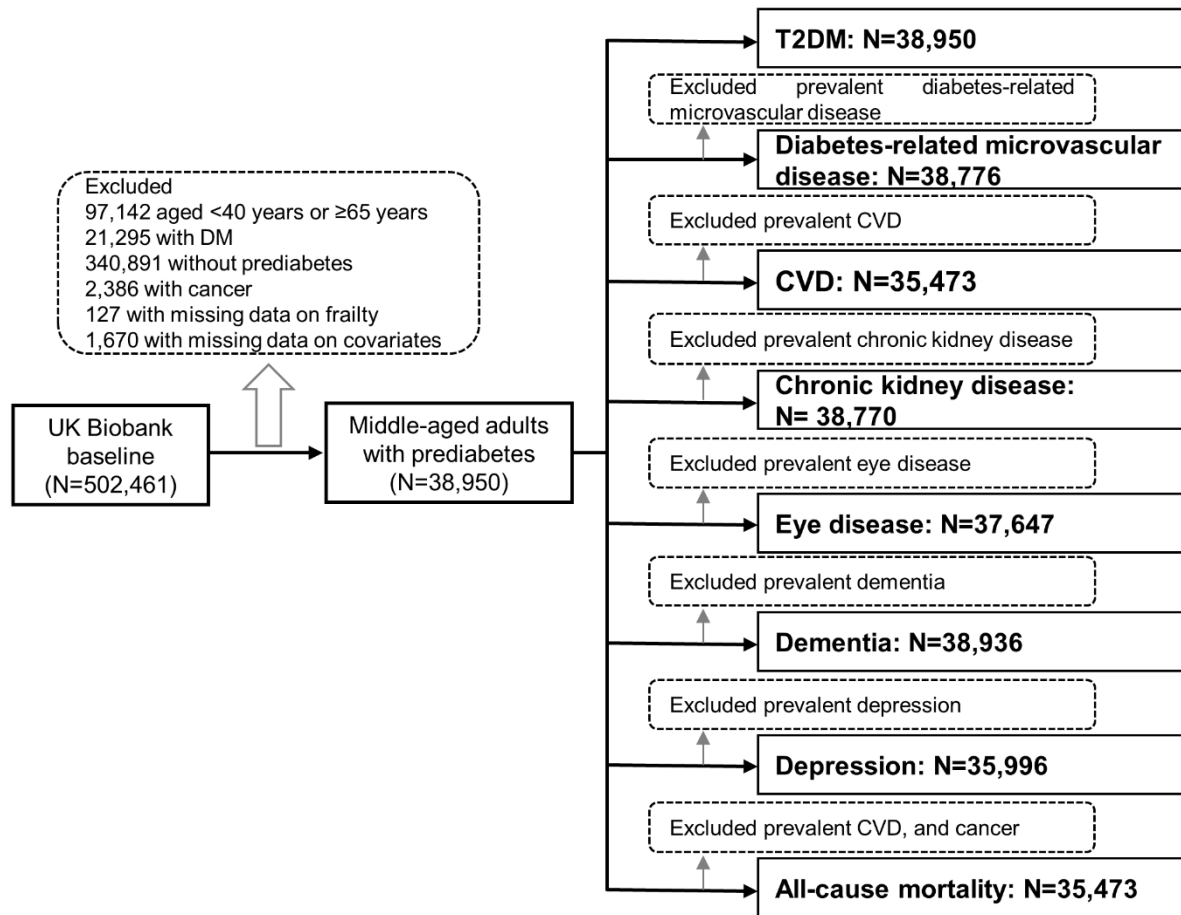 Excluded
97,142 aged <40 years or ≥65 years
21,295 with DM
340,891 without prediabetes
2,386 with cancer
127 with missing data on frailty
1,670 with missing data on covariates
UK Biobank
baseline
(N=502,461)
Middle-aged adults
with prediabetes
(N=38,950)
T2DM: N=38,950
Excluded prevalent diabetes-related
microvascular disease
Diabetes-related microvascular
disease: N=38,776
Excluded prevalent CVD
CVD: N=35,473
Excluded prevalent chronic kidney disease
Chronic kidney disease:
N= 38,770
Excluded prevalent eye disease
Eye disease: N=37,647
Excluded prevalent dementia
Dementia: N=38,936
Excluded prevalent depression
Depression: N=35,996
Excluded prevalent CVD, and cancer
All-cause mortality: N=35,473